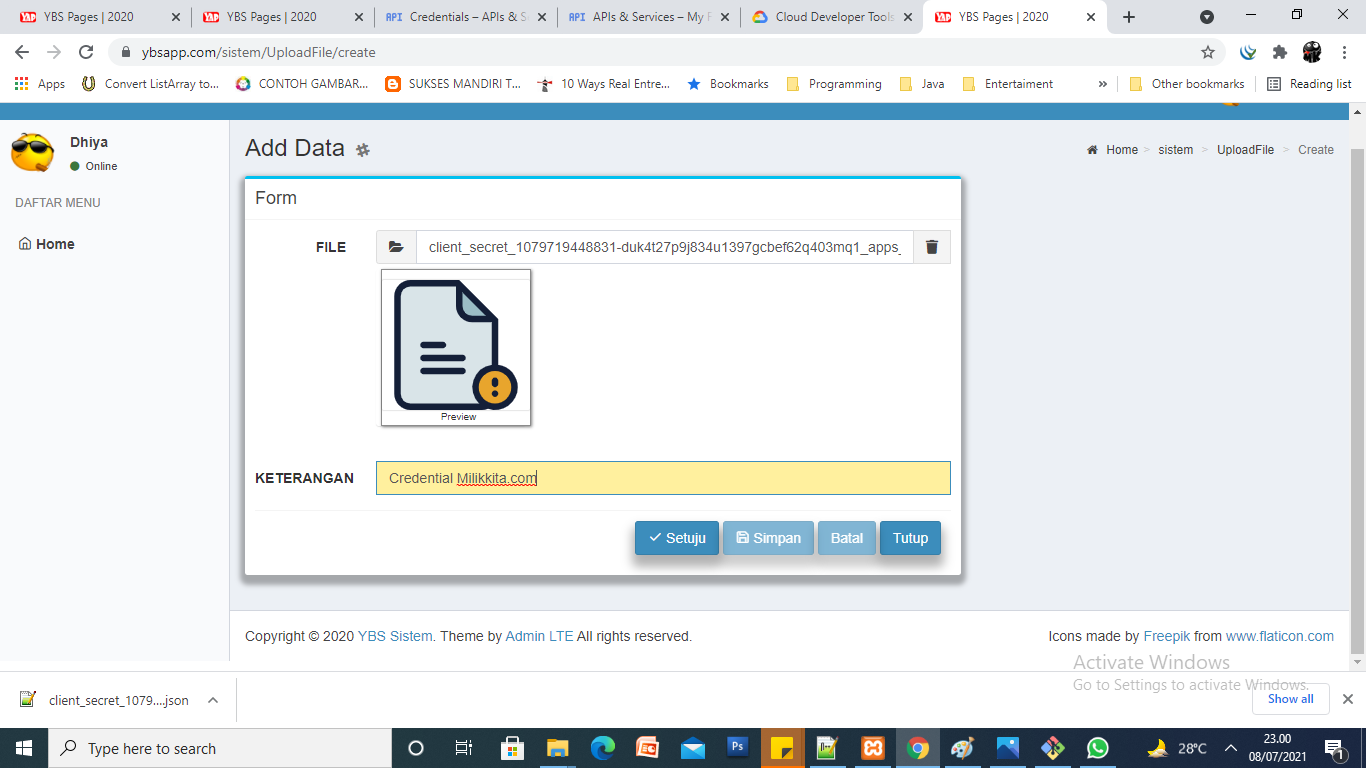 YBS Pages | 2020
YBS Pages | 2020
API Credentials – APIs & S
API APIs & Services – My F
Cloud Developer Tools
YBS Pages | 2020
ybsapp.com/sistem/UploadFile/create
Apps
Convert ListArray to...
CONTOH GAMBAR...
SUKSES MANDIRI T...
10 Ways Real Entre...
Bookmarks
Programming
Java
Entertaiment
»
Other bookmarks
Reading list
Dhiya
Online
DAFTAR MENU
Home
Add Data
Home > sistem > UploadFile > Create
Form
FILE
client_secret_1079719448831-duk4t27p9j834u1397gcbef62q403mq1_apps_
Preview
KETERANGAN
Credential Milikkita.com
Setuju
Simpan
Batal
Tutup
Copyright © 2020 YBS Sistem. Theme by Admin LTE All rights reserved.
Icons made by Freepik from www.flaticon.com
Activate Windows
Go to Settings to activate Windows.
client_secret_1079....json
Show all
Type here to search
Ps
28°C
23.00
08/07/2021
1